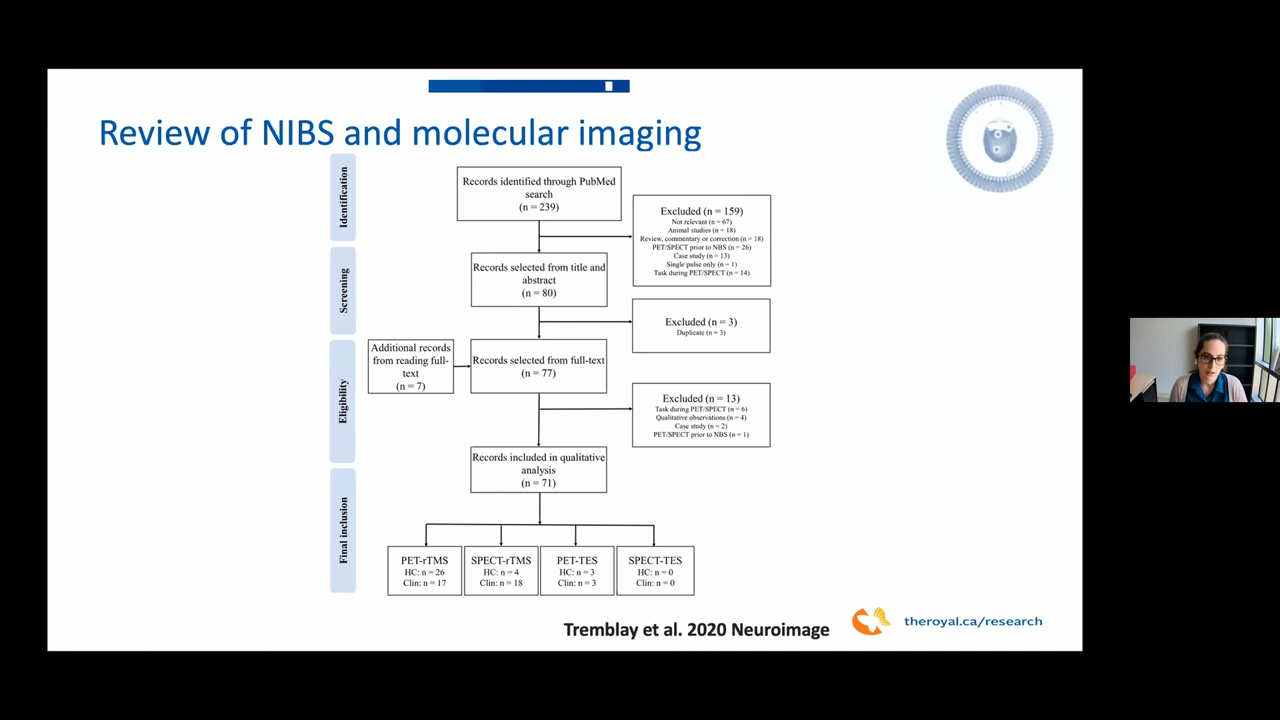 Review of NIBS and molecular imaging
Identification
Records identified through PubMed
search
(n = 239)
Excluded (n = 159)
Not relevant (n = 67)
Animal studies (n = 18)
Review, commentary or correction (n = 18)
PET/SPECT prior to NBS (n = 26)
Case study (n = 13)
Single pulse only (n = 1)
Task during PET/SPECT (n = 14)
Screening
Records selected from title and
abstract
(n = 80)
Excluded (n = 3)
Duplicate (n = 3)
Eligibility
Additional records
from reading full-
text
(n = 7)
Records selected from full-text
(n = 77)
Excluded (n = 13)
Task during PET/SPECT (n = 6)
Qualitative observations (n = 4)
Case study (n = 2)
PET/SPECT prior to NBS (n = 1)
Records included in qualitative
analysis
(n = 71)
Final inclusion
PET-rTMS
HC: n = 26
Clin: n = 17
SPECT-rTMS
HC: n = 4
Clin: n = 18
PET-TES
HC: n = 3
Clin: n = 3
SPECT-TES
HC: n = 0
Clin: n = 0
Tremblay et al. 2020 Neuroimage
theroyal.ca/research